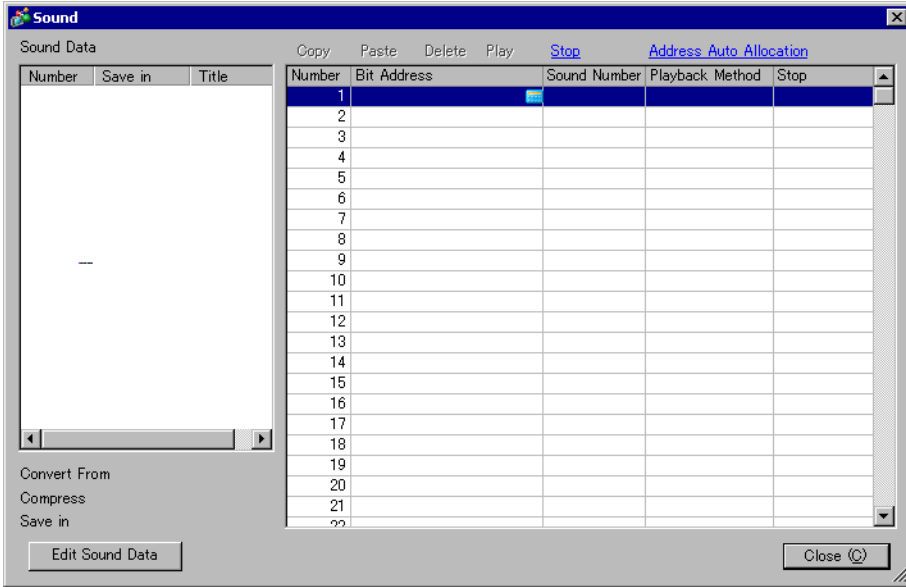 Sound
Sound Data
Copy Paste Delete Play Stop Address Auto Allocation
Number Save in Title
Number Bit Address Sound Number Playback Method Stop
1
2
3
4
5
6
7
8
9
10
11
12
13
14
15
16
17
18
19
20
21
22
Convert From
Compress
Save in
Edit Sound Data
Close (C)